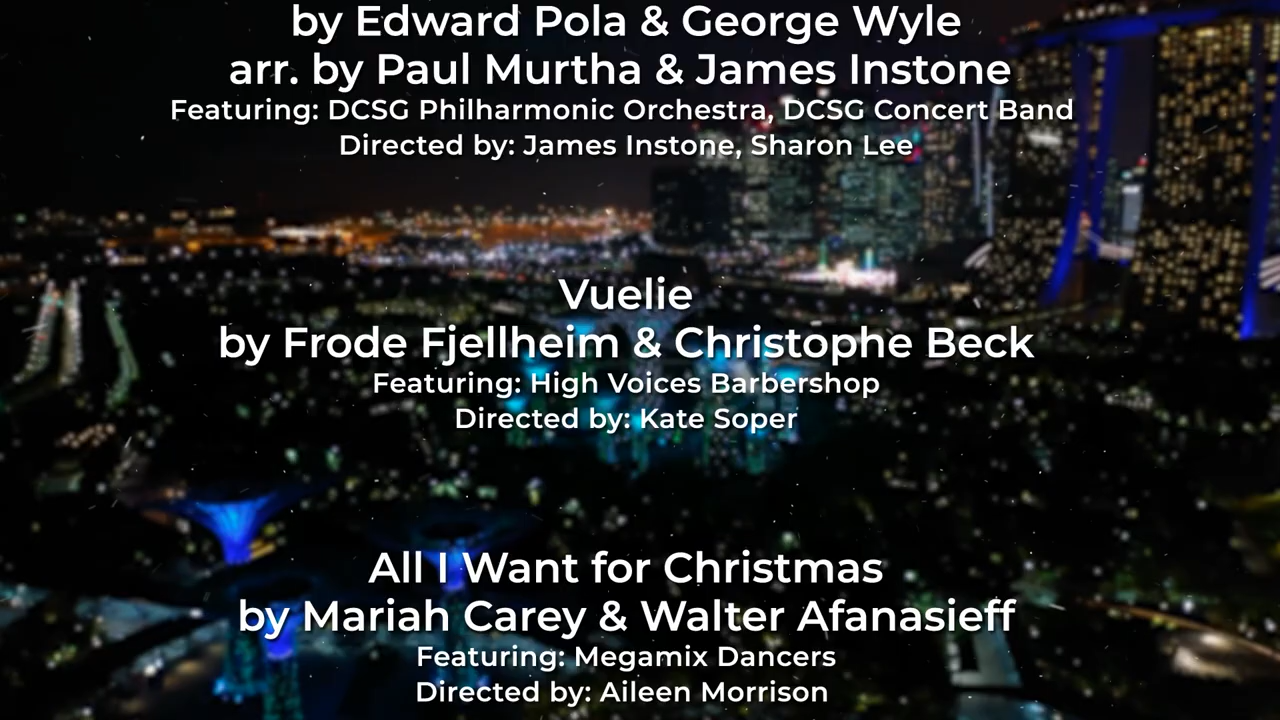 by Edward Pola & George Wyle
arr. by Paul Murtha & James Instone
Featuring: DCSG Philharmonic Orchestra, DCSG Concert Band
Directed by: James Instone, Sharon Lee
Vuelie
by Frode Fjellheim & Christophe Beck
Featuring: High Voices Barbershop
Directed by: Kate Soper
All I Want for Christmas
by Mariah Carey & Walter Afanasieff
Featuring: Megamix Dancers
Directed by: Aileen Morrison